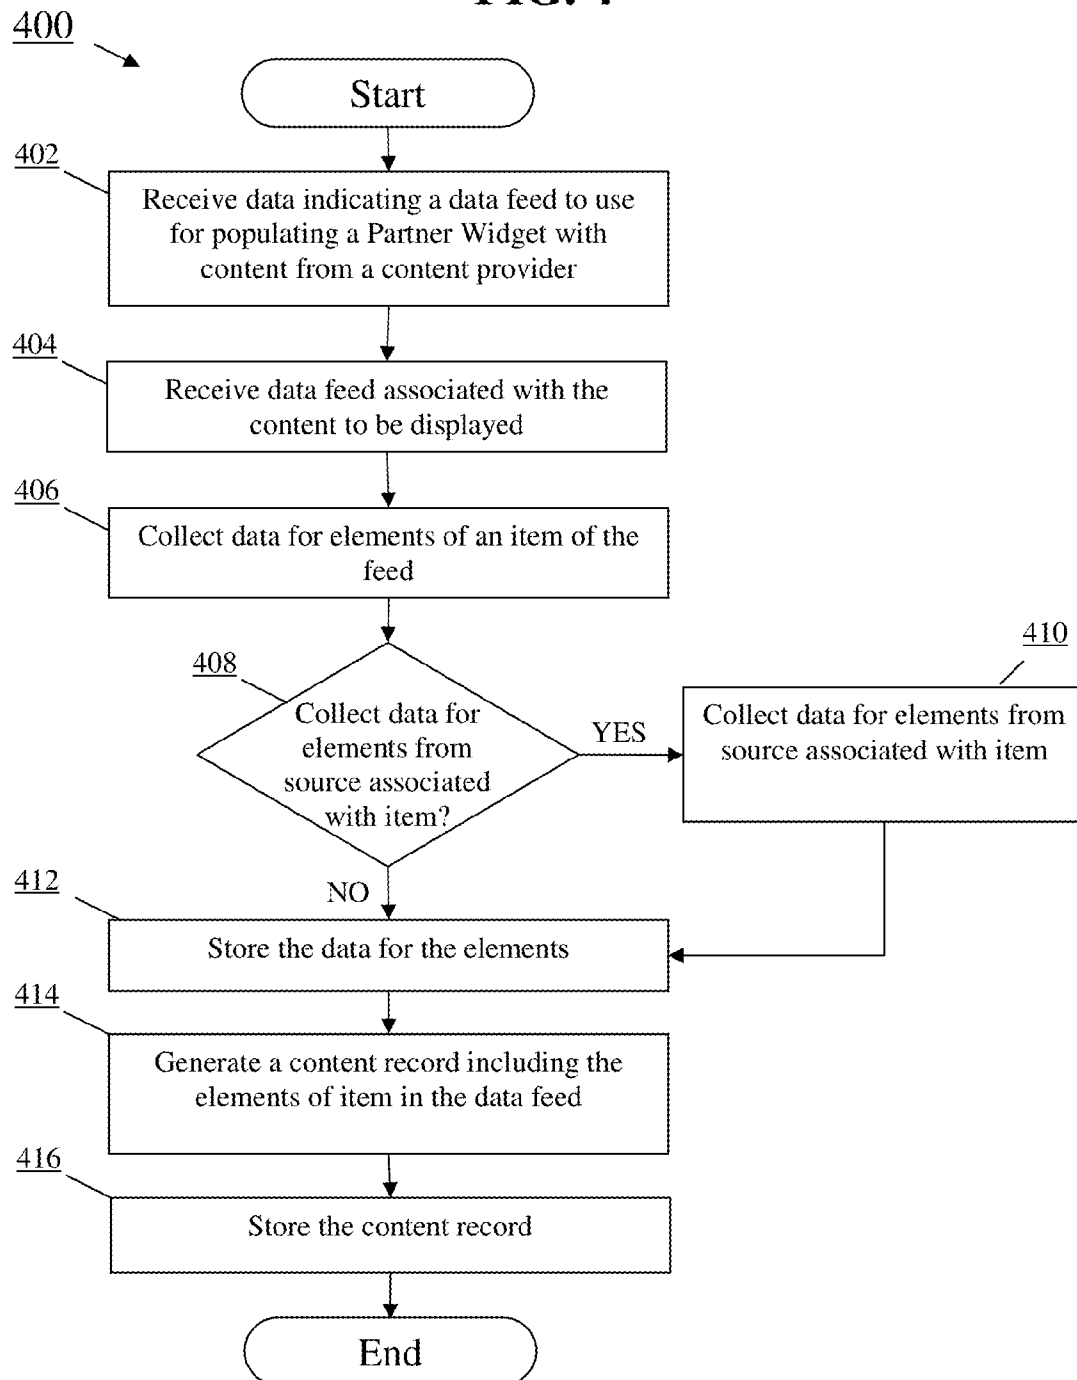 400
Start
402
Receive data indicating a data feed to use
for populating a Partner Widget with
content from a content provider
404
Receive data feed associated with the
content to be displayed
406
Collect data for elements of an item of the
feed
408
Collect data for
elements from
source associated
with item?
YES
410
Collect data for elements from
source associated with item
NO
412
Store the data for the elements
414
Generate a content record including the
elements of item in the data feed
416
Store the content record
End